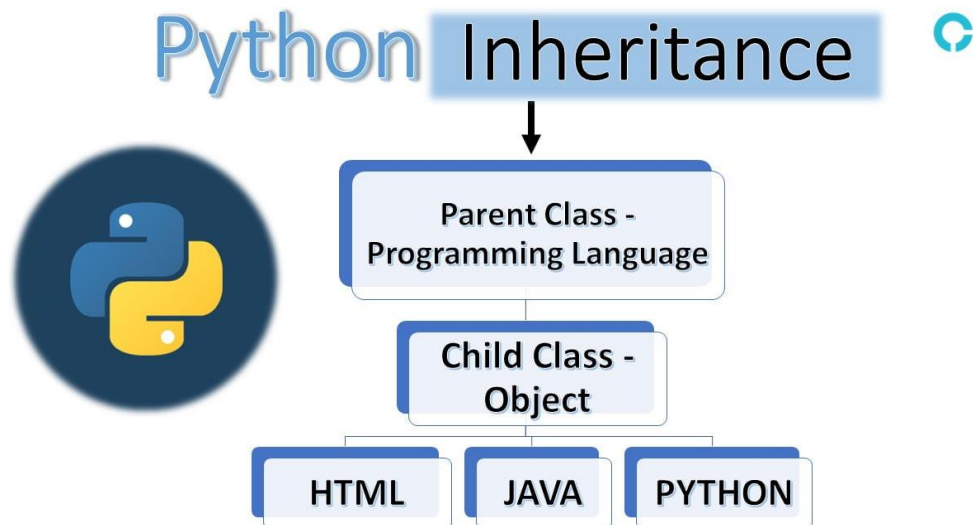 Python Inheritance
Parent Class -
Programming Language
Child Class -
Object
HTML
JAVA
PYTHON